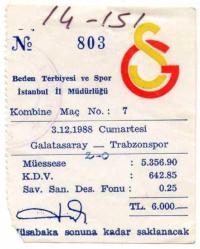 14-151
№ 803
GS
Beden Terbiyesi ve Spor
İstanbul İl Müdürlüğü
Kombine Maç No. : 7
3.12.1988 Cumartesi
Galatasaray — Trabzonspor
2-0
Müessese : 5.356.90
K.D.V. : 642.85
Sav. San. Des. Fonu : 0.25
TL. 6.000.—
Müsabaka sonuna kadar saklanacak